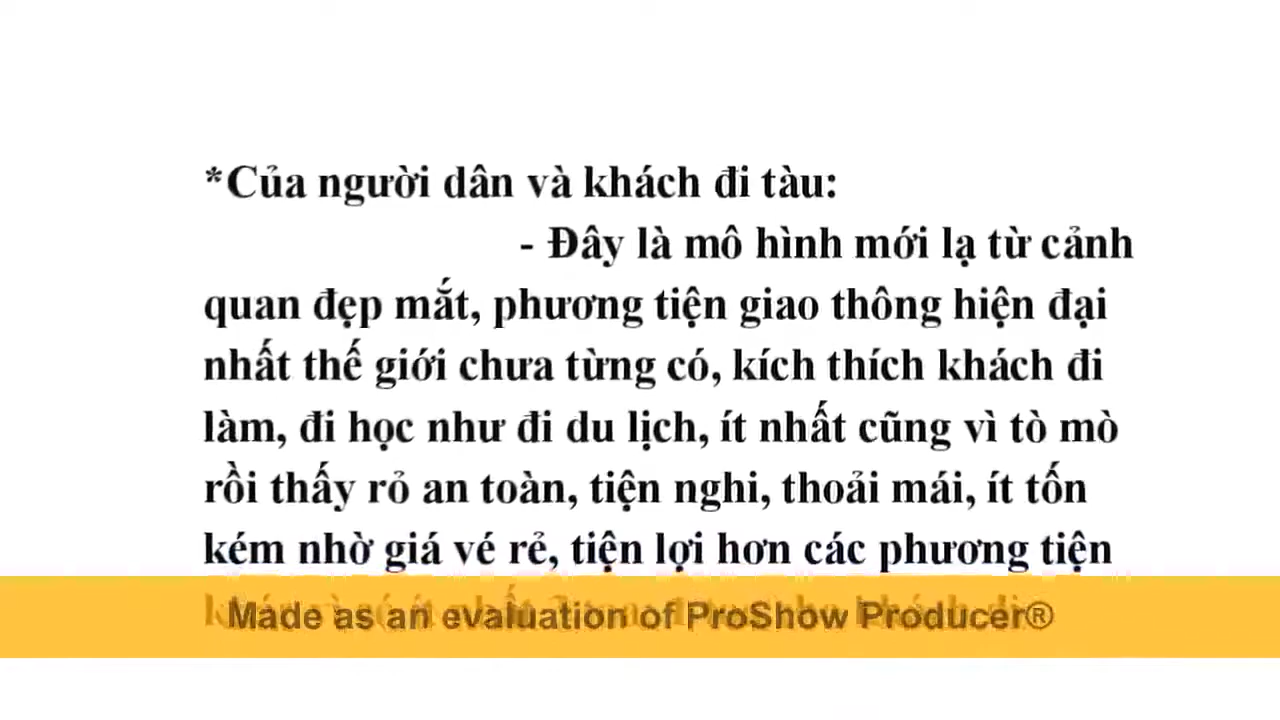 *Của người dân và khách đi tàu:
- Đây là mô hình mới lạ từ cảnh
quan đẹp mắt, phương tiện giao thông hiện đại
nhất thế giới chưa từng có, kích thích khách đi
làm, đi học như đi du lịch, ít nhất cũng vì tò mò
rồi thấy rỏ an toàn, tiện nghi, thoải mái, ít tốn
kém nhờ giá vé rẻ, tiện lợi hơn các phương tiện
Made as an evaluation of ProShow Producer®